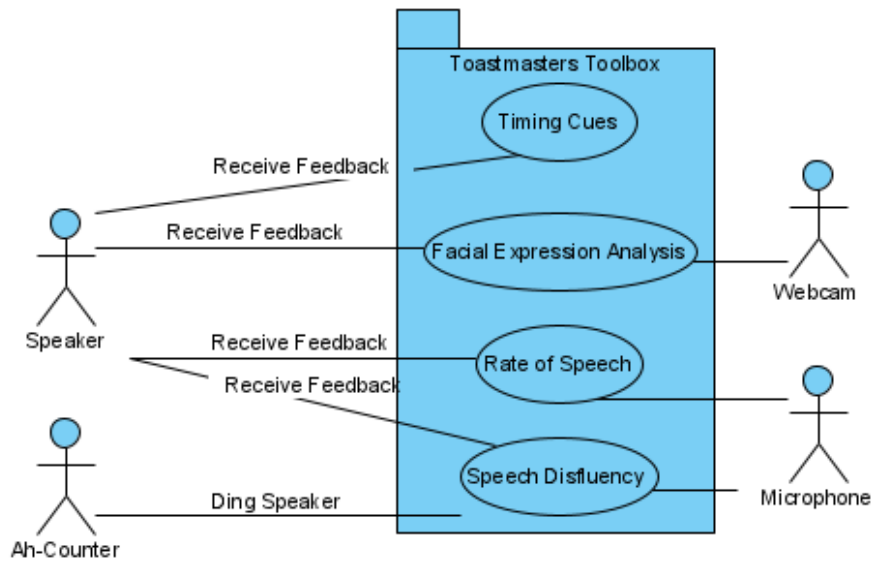 Toastmasters Toolbox
Timing Cues
Receive Feedback
Receive Feedback
Facial Expression Analysis
Speaker
Webcam
Receive Feedback
Rate of Speech
Receive Feedback
Speech Disfluency
Ding Speaker
Microphone
Ah-Counter